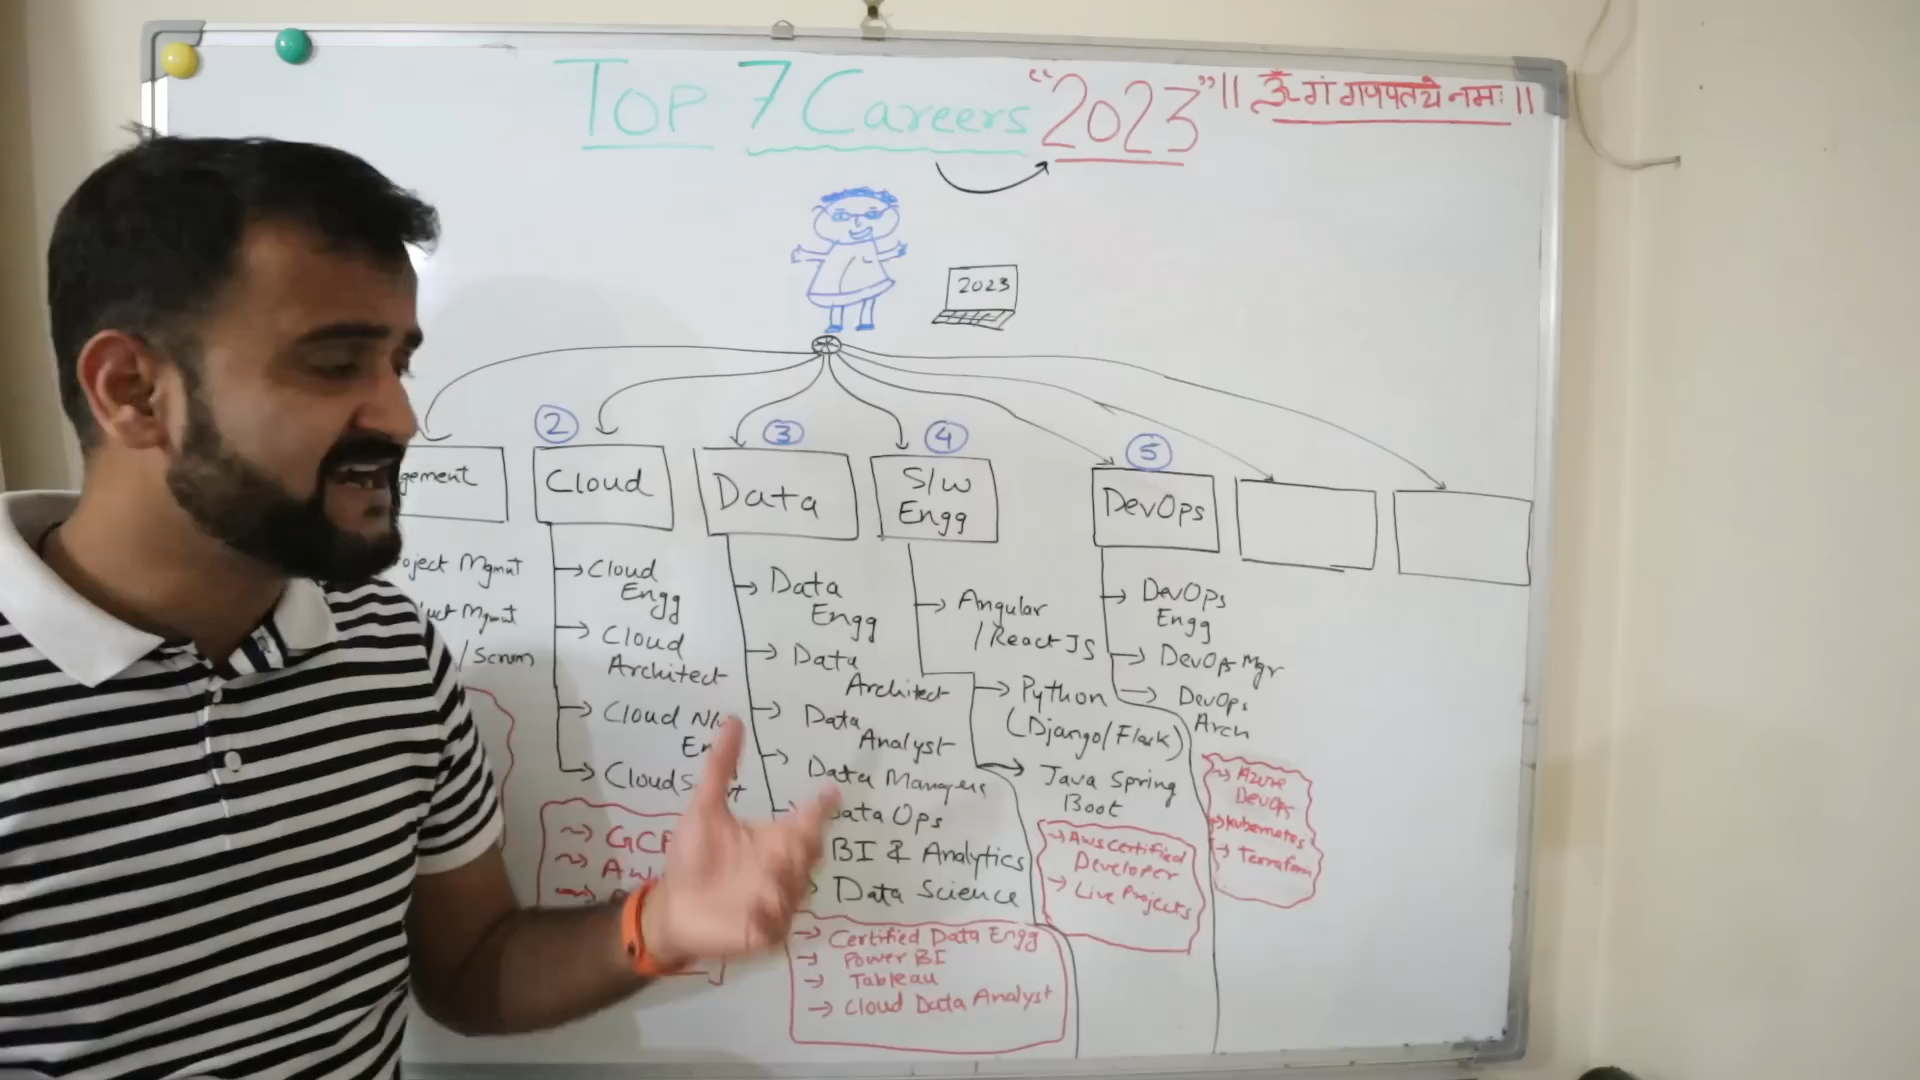 Top 7 Careers "2023" || ॐ गं गणपतये नमः ||
2023
2
3
4
5
Cloud
Data
S/W
Engg
DevOps
Mgmnt
Mgmnt
/ Scrum
Cloud
Engg
Cloud
Architect
Cloud
Data
Engg
Data
Architect
Data
Analyst
Data Managers
Data Ops
BI & Analytics
Data Science
Certified Data Engg
Power BI
Tableau
Cloud Data Analyst
Angular
/React JS
Python
(Django/Flask)
Java Spring
Boot
Aws Certified
Developer
Live Projects
DevOps
Engg
DevOps Mgr
DevOps
Arch
Azure
DevOps
Kubernetes
Terraform